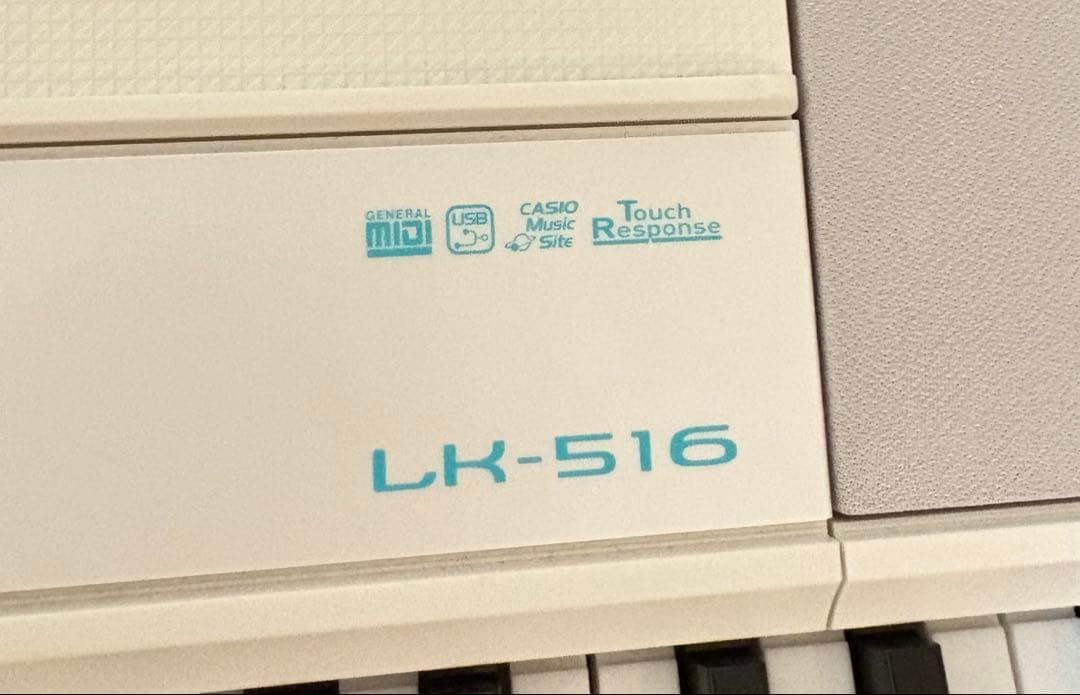 GENERAL
MIDI
USB
CASIO
Music
Site
Touch
Response
LK-516